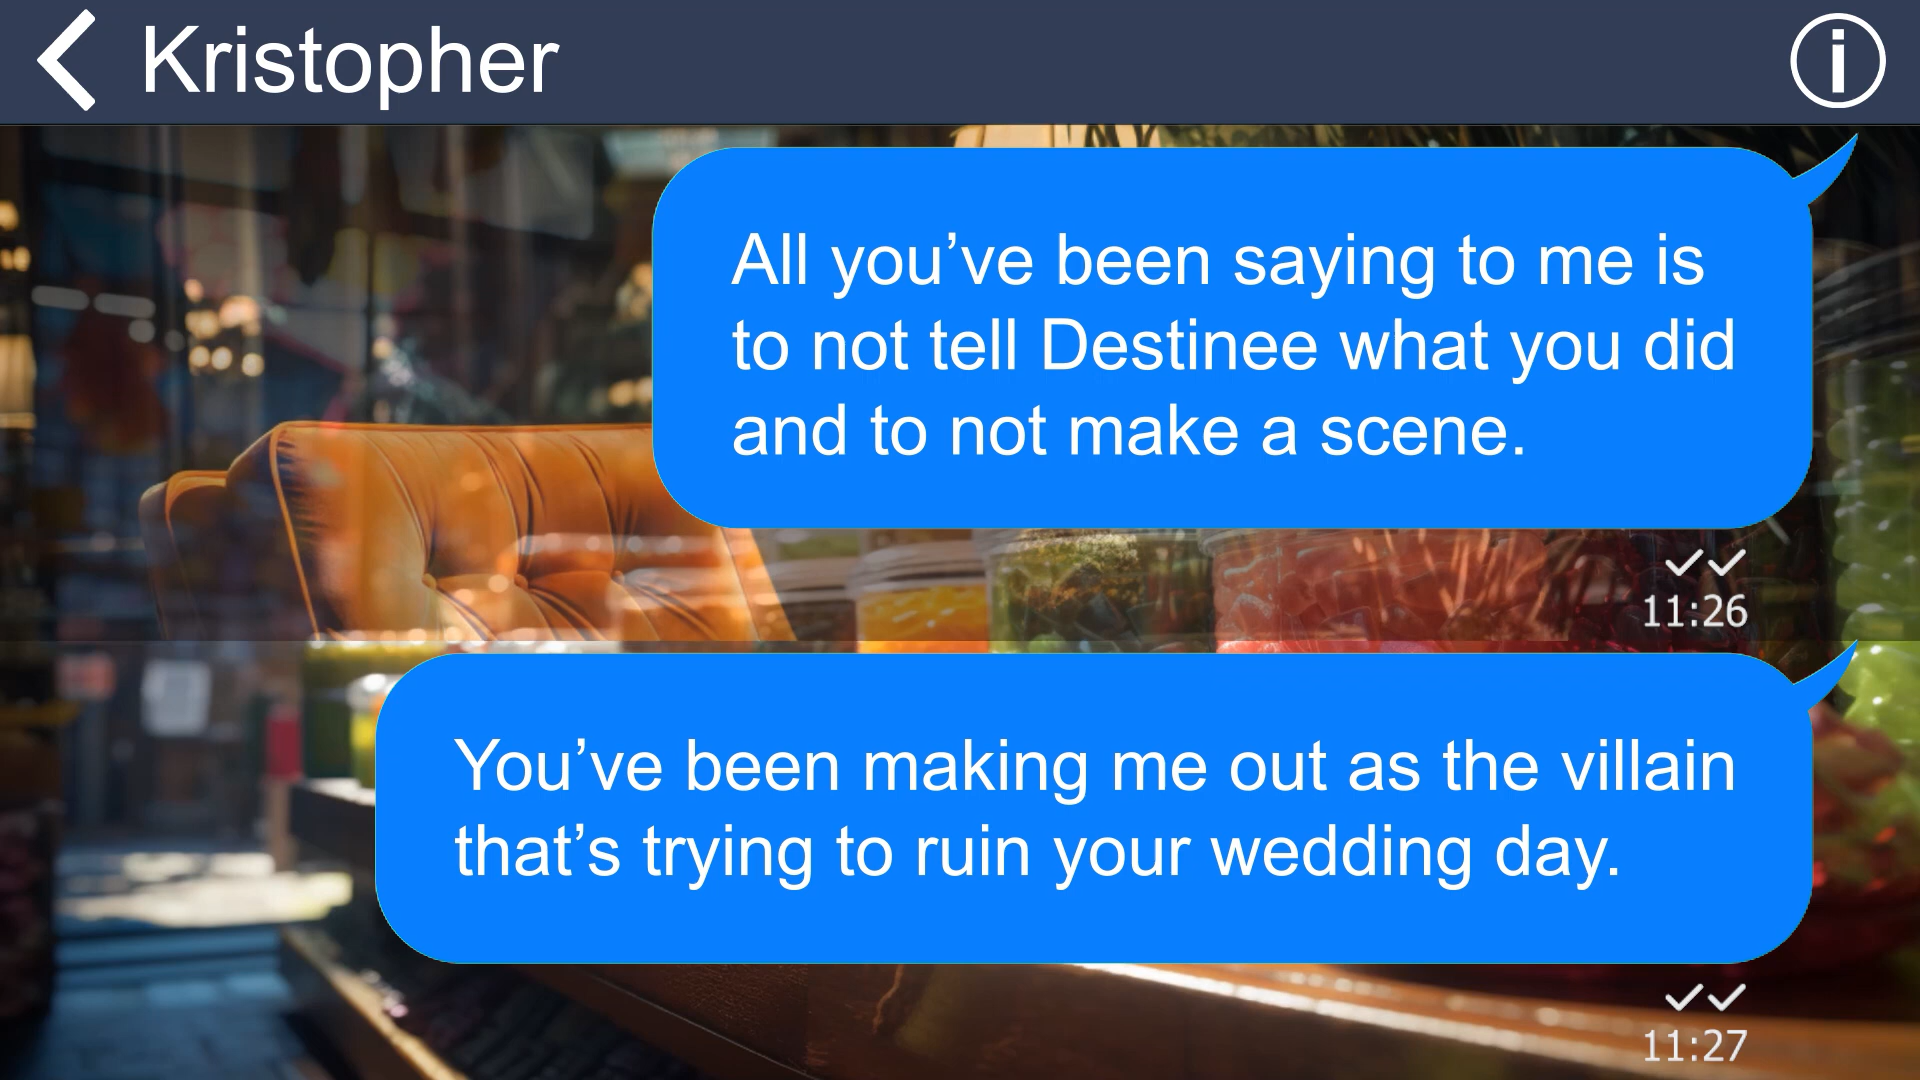 Kristopher
All you’ve been saying to me is
to not tell Destinee what you did
and to not make a scene.
11:26
You’ve been making me out as the villain
that’s trying to ruin your wedding day.
11:27